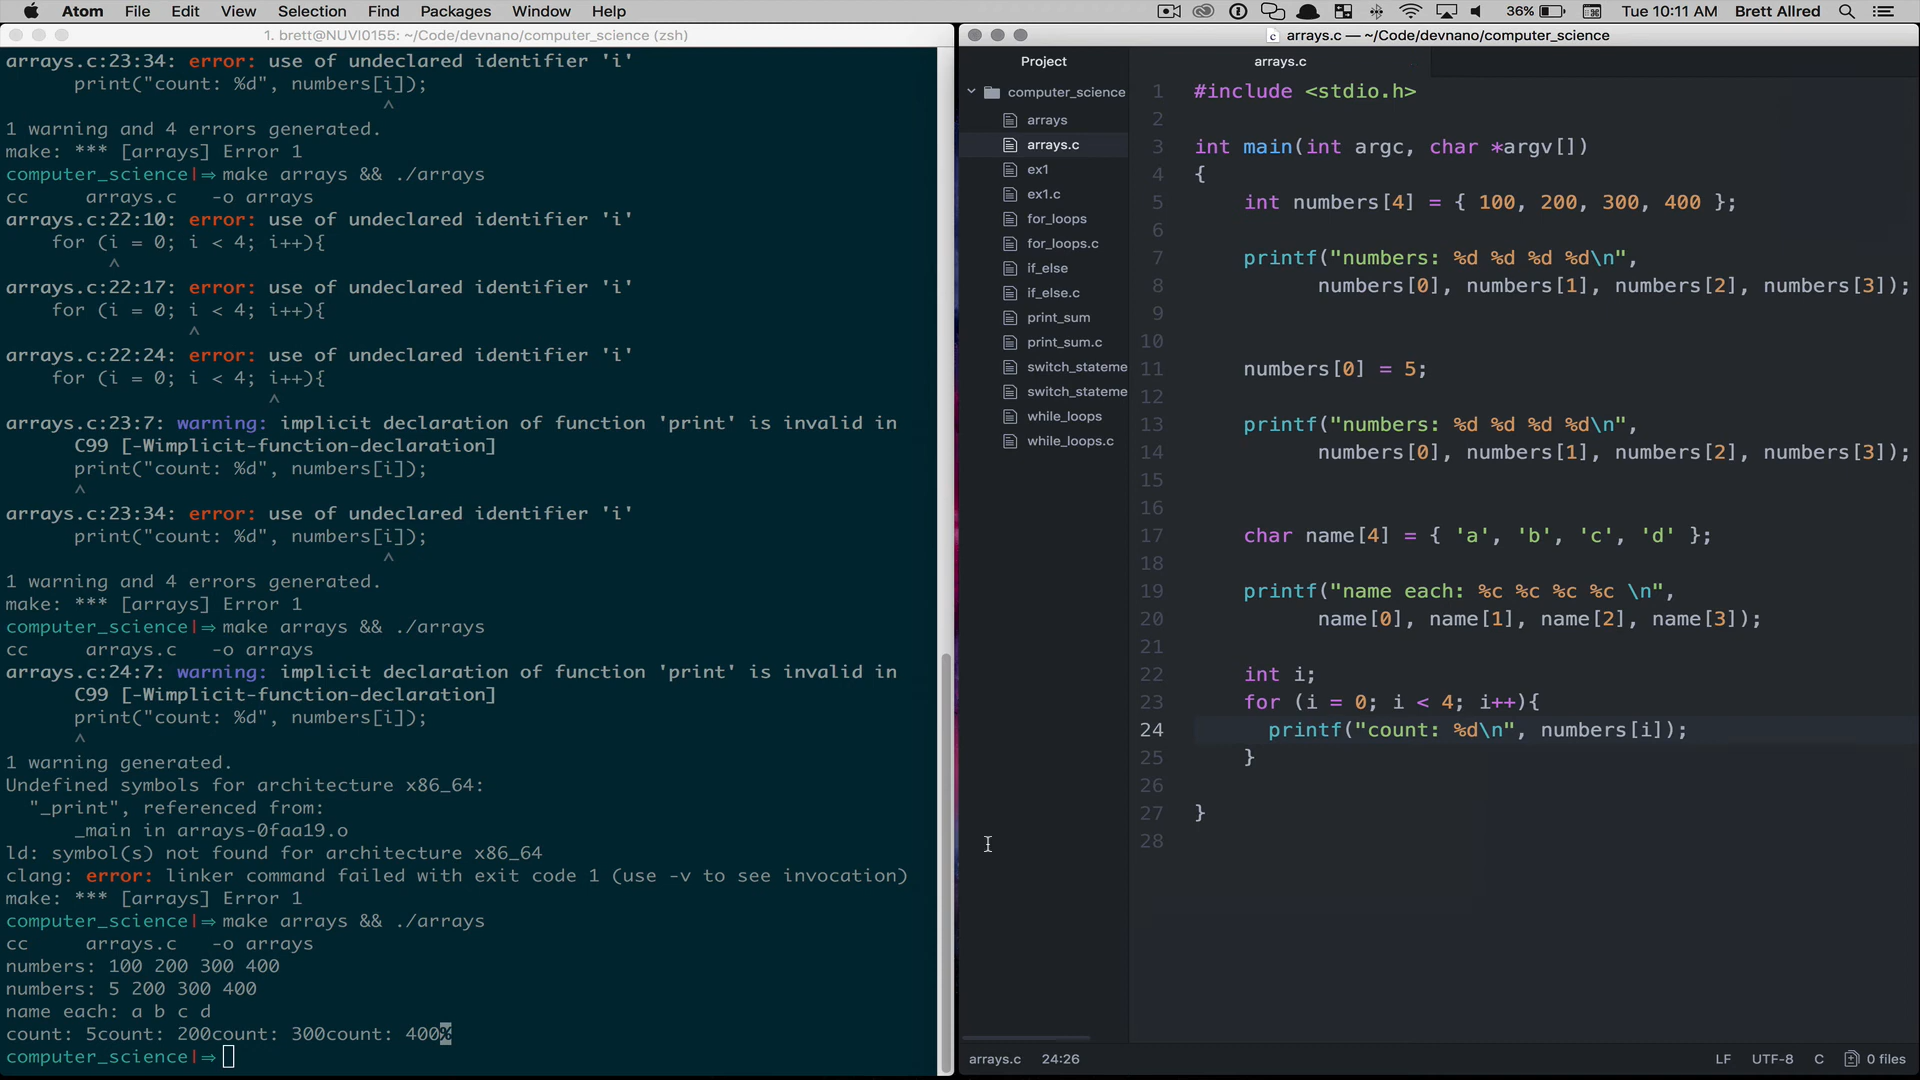 Atom File Edit View Selection Find Packages Window Help 36% Tue 10:11 AM Brett Allred
1. brett@NUVI0155: ~/Code/devnano/computer_science (zsh)
arrays.c:23:34: error: use of undeclared identifier 'i'
print("count: %d", numbers[i]);
^
1 warning and 4 errors generated.
make: *** [arrays] Error 1
computer_science|⇒ make arrays && ./arrays
cc arrays.c -o arrays
arrays.c:22:10: error: use of undeclared identifier 'i'
for (i = 0; i < 4; i++){
^
arrays.c:22:17: error: use of undeclared identifier 'i'
for (i = 0; i < 4; i++){
^
arrays.c:22:24: error: use of undeclared identifier 'i'
for (i = 0; i < 4; i++){
^
arrays.c:23:7: warning: implicit declaration of function 'print' is invalid in
C99 [-Wimplicit-function-declaration]
print("count: %d", numbers[i]);
^
arrays.c:23:34: error: use of undeclared identifier 'i'
print("count: %d", numbers[i]);
^
1 warning and 4 errors generated.
make: *** [arrays] Error 1
computer_science|⇒ make arrays && ./arrays
cc arrays.c -o arrays
arrays.c:24:7: warning: implicit declaration of function 'print' is invalid in
C99 [-Wimplicit-function-declaration]
print("count: %d", numbers[i]);
^
1 warning generated.
Undefined symbols for architecture x86_64:
"_print", referenced from:
_main in arrays-0faa19.o
ld: symbol(s) not found for architecture x86_64
clang: error: linker command failed with exit code 1 (use -v to see invocation)
make: *** [arrays] Error 1
computer_science|⇒ make arrays && ./arrays
cc arrays.c -o arrays
numbers: 100 200 300 400
numbers: 5 200 300 400
name each: a b c d
count: 5count: 200count: 300count: 400%
computer_science|⇒
arrays.c — ~/Code/devnano/computer_science
Project
computer_science
arrays
arrays.c
ex1
ex1.c
for_loops
for_loops.c
if_else
if_else.c
print_sum
print_sum.c
switch_stateme
switch_stateme
while_loops
while_loops.c
arrays.c
1 #include <stdio.h>
2
3 int main(int argc, char *argv[])
4 {
5 int numbers[4] = { 100, 200, 300, 400 };
6
7 printf("numbers: %d %d %d %d\n",
8 numbers[0], numbers[1], numbers[2], numbers[3]);
9
10
11 numbers[0] = 5;
12
13 printf("numbers: %d %d %d %d\n",
14 numbers[0], numbers[1], numbers[2], numbers[3]);
15
16
17 char name[4] = { 'a', 'b', 'c', 'd' };
18
19 printf("name each: %c %c %c %c \n",
20 name[0], name[1], name[2], name[3]);
21
22 int i;
23 for (i = 0; i < 4; i++){
24 printf("count: %d\n", numbers[i]);
25 }
26
27 }
28
arrays.c 24:26 LF UTF-8 C 0 files